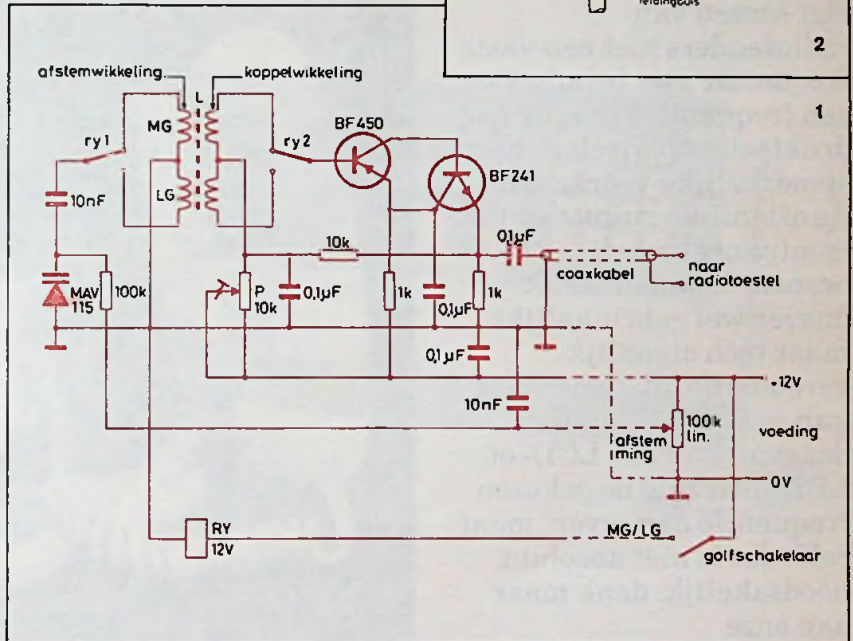 leidingbuis
2
1
afstemwikkeling
L
koppelwikkeling
MG
LG
ry1
ry2
10nF
MAV
115
100k
P
10k
0,1µF
10k
BF450
BF241
1k
0,1µF
1k
0,1µF
0,1µF
coaxkabel
naar
radiotoestel
10nF
+12V
100k
lin.
afstem
ming
voeding
0V
RY
12V
MG/LG
golfschakelaar